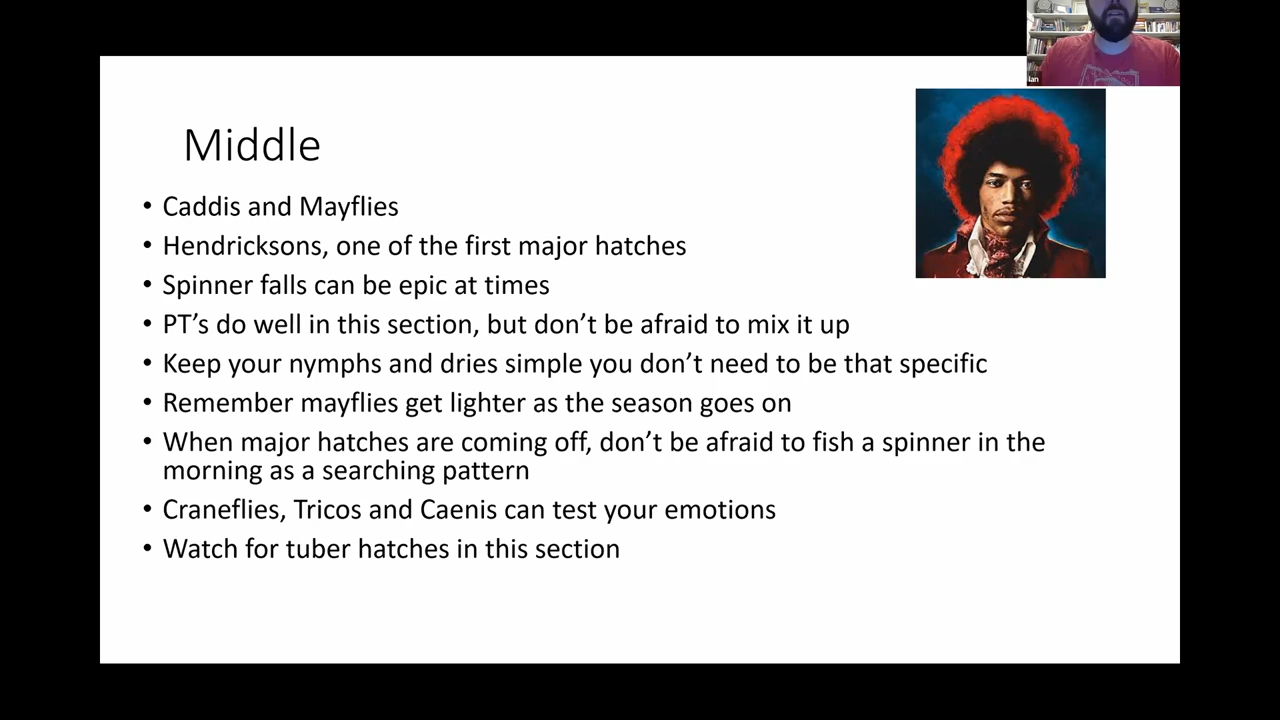 Ian
Middle
• Caddis and Mayflies
• Hendricksons, one of the first major hatches
• Spinner falls can be epic at times
• PT’s do well in this section, but don’t be afraid to mix it up
• Keep your nymphs and dries simple you don’t need to be that specific
• Remember mayflies get lighter as the season goes on
• When major hatches are coming off, don’t be afraid to fish a spinner in the
morning as a searching pattern
• Craneflies, Tricos and Caenis can test your emotions
• Watch for tuber hatches in this section